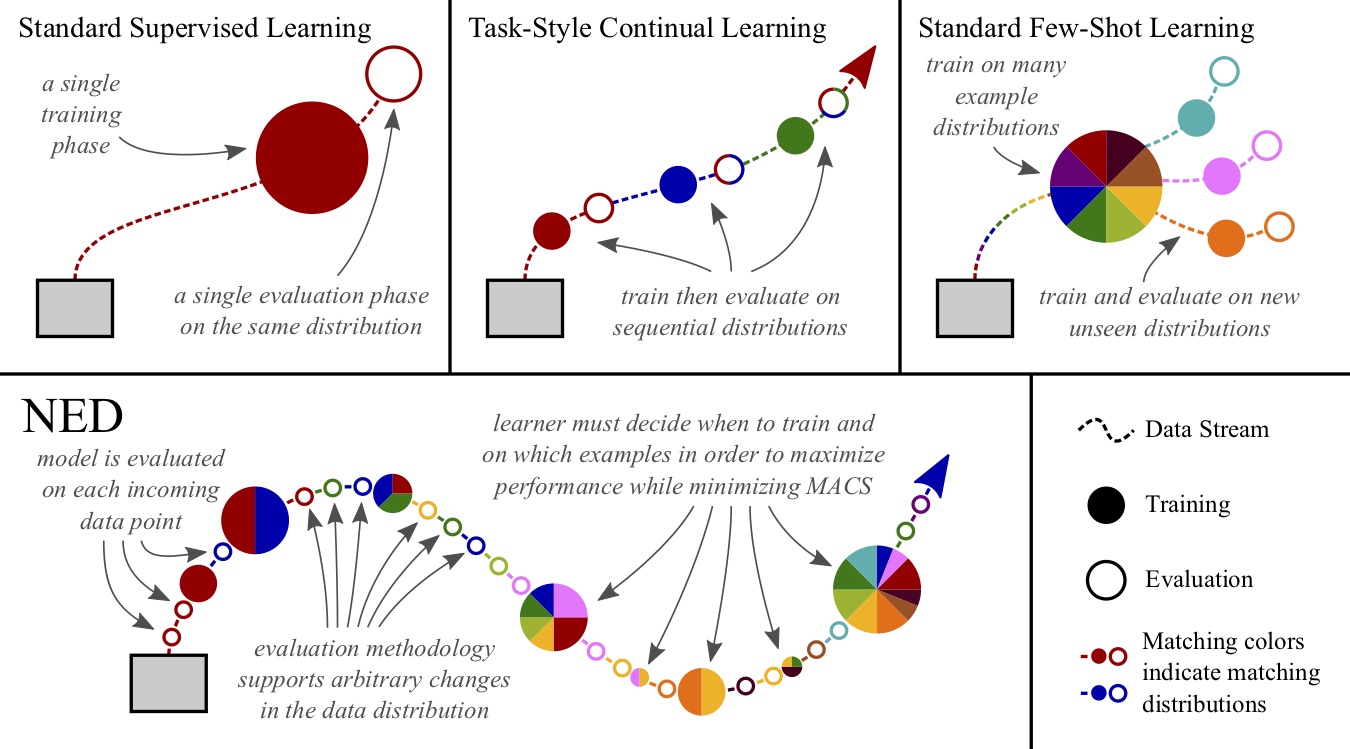 Standard Supervised Learning
a single
training
phase
a single evaluation phase
on the same distribution
Task-Style Continual Learning
train then evaluate on
sequential distributions
Standard Few-Shot Learning
train on many
example
distributions
train and evaluate on new
unseen distributions
NED
model is evaluated
on each incoming
data point
evaluation methodology
supports arbitrary changes
in the data distribution
learner must decide when to train and
on which examples in order to maximize
performance while minimizing MACS
Data Stream
Training
Evaluation
Matching colors
indicate matching
distributions